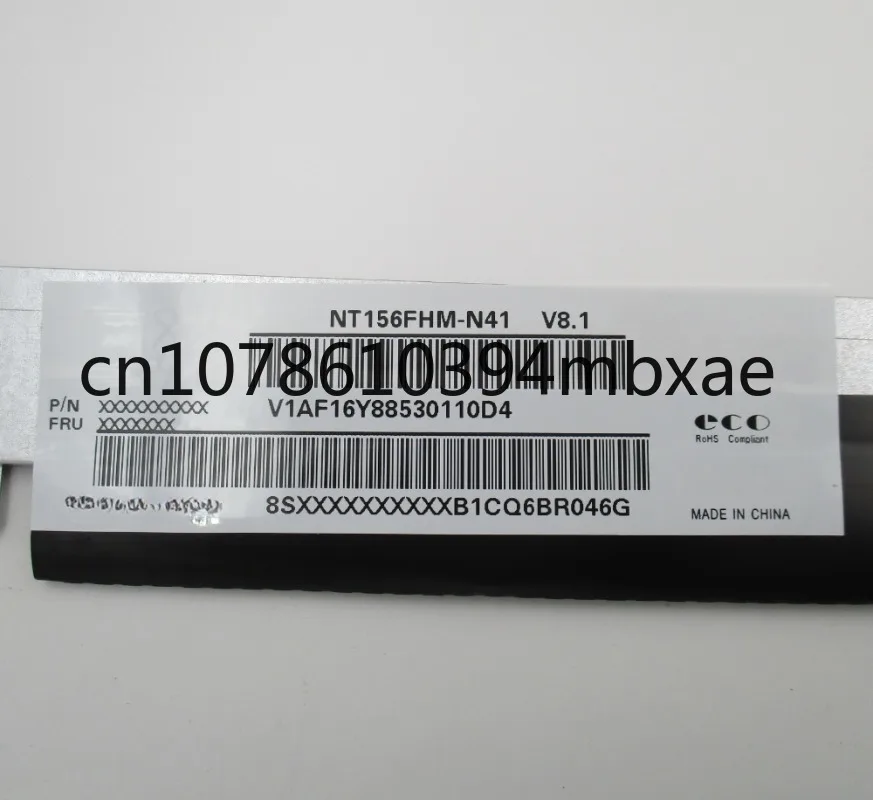 NT156FHM-N41 V8.1
cn1078610394mbxae
P/N XXXXXXXXXX
V1AF16Y88530110D4
FRU XXXXXXX
eco
RoHS Compliant
8SXXXXXXXXXXB1CQ6BR046G
MADE IN CHINA